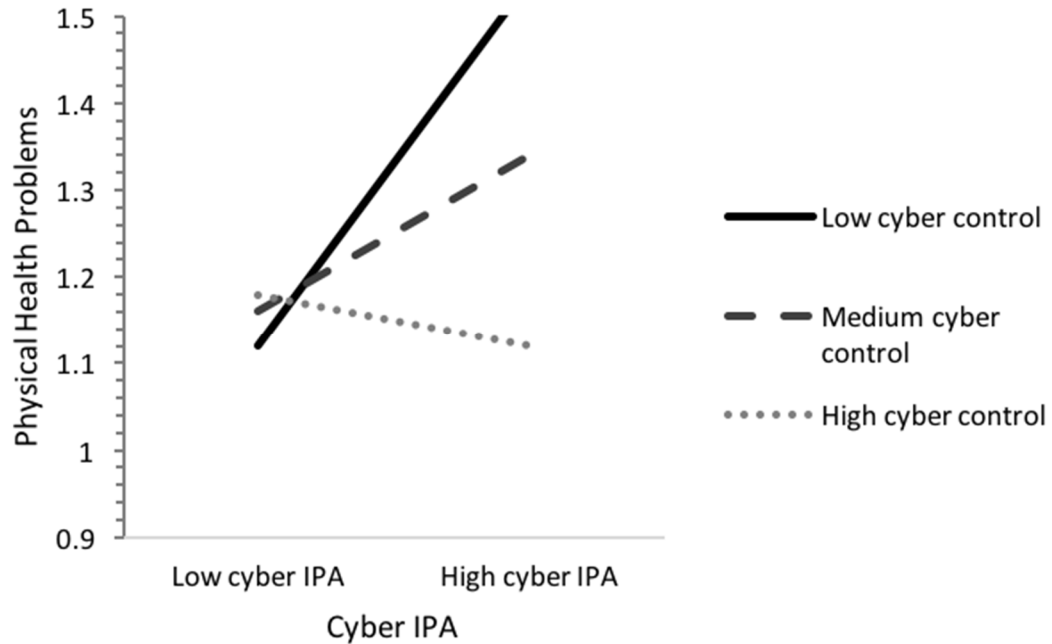 1.5
1.4
1.3
1.2
1.1
1
0.9
Physical Health Problems
Low cyber IPA
High cyber IPA
Cyber IPA
Low cyber control
Medium cyber
control
High cyber control